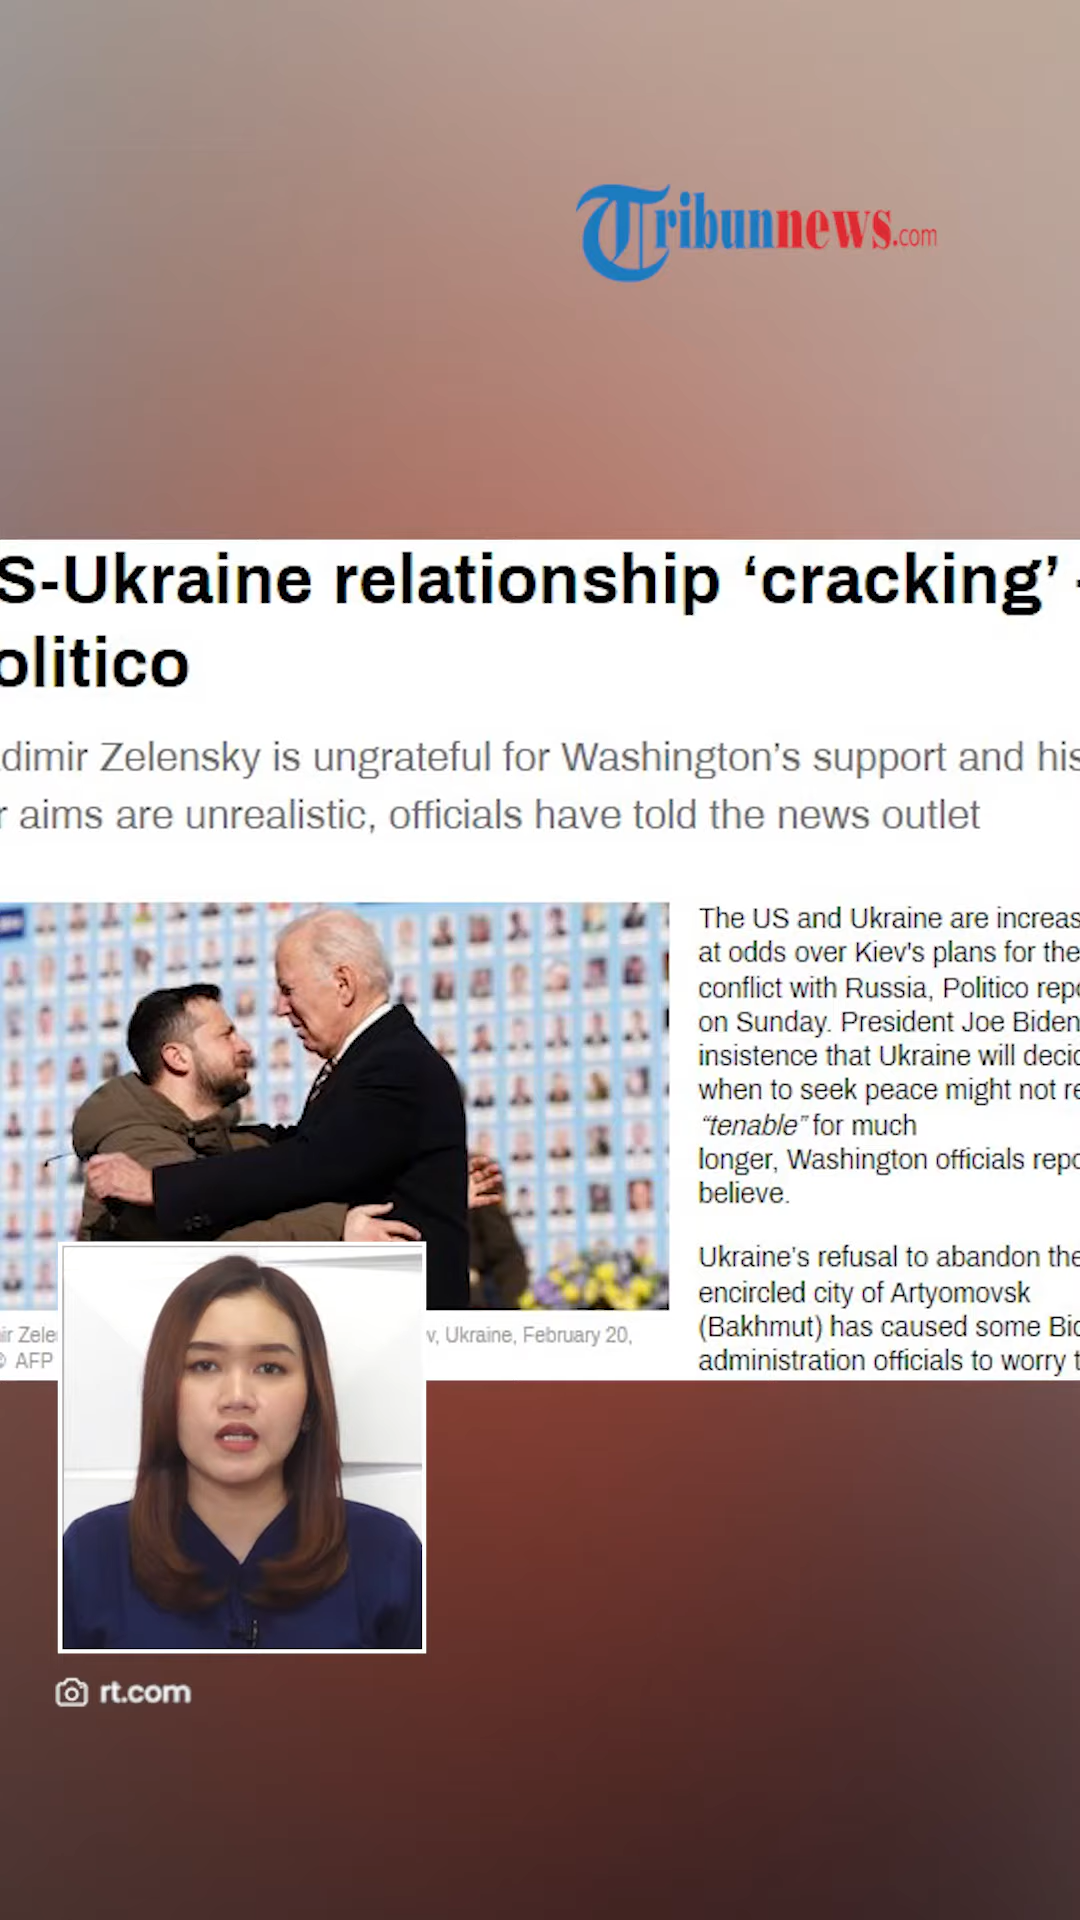 Tribunnews.com
S-Ukraine relationship ‘cracking’
olitico
dimir Zelensky is ungrateful for Washington’s support and his
r aims are unrealistic, officials have told the news outlet
The US and Ukraine are increas
at odds over Kiev's plans for the
conflict with Russia, Politico repo
on Sunday. President Joe Biden
insistence that Ukraine will decid
when to seek peace might not re
“tenable” for much
longer, Washington officials repo
believe.
Ukraine’s refusal to abandon the
encircled city of Artyomovsk
(Bakhmut) has caused some Bid
administration officials to worry t
ir Zele
v, Ukraine, February 20,
© AFP
rt.com